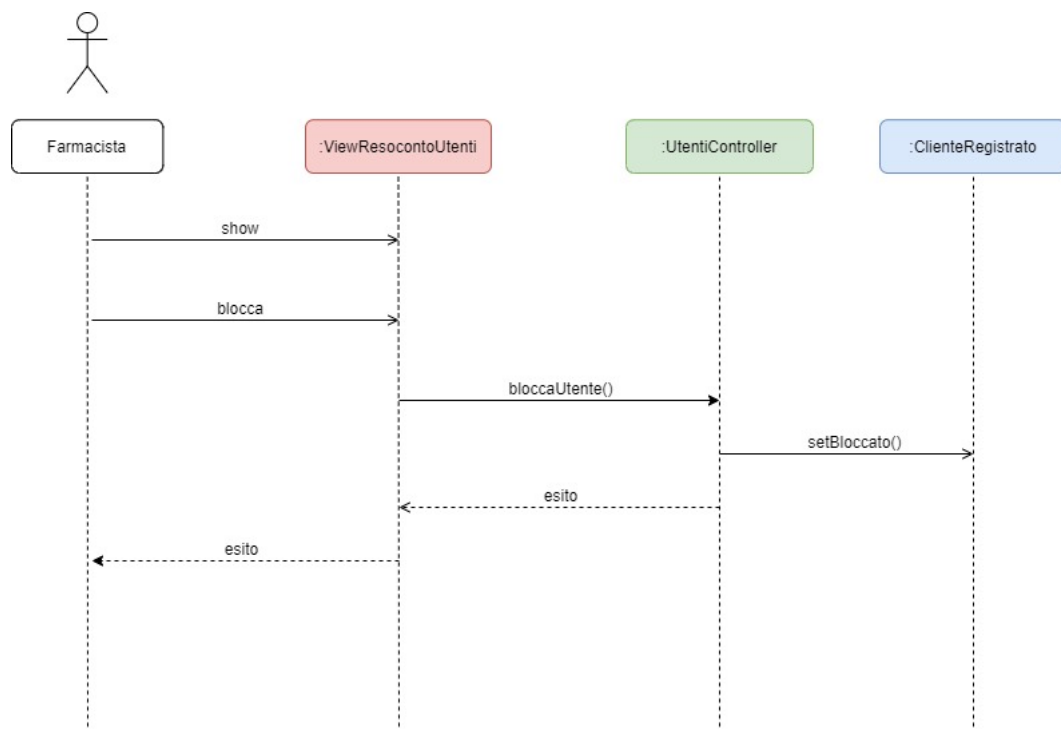 Farmacista
:ViewResocontoUtenti
:UtentiController
:ClienteRegistrato
show
blocca
bloccaUtente()
setBloccato()
esito
esito